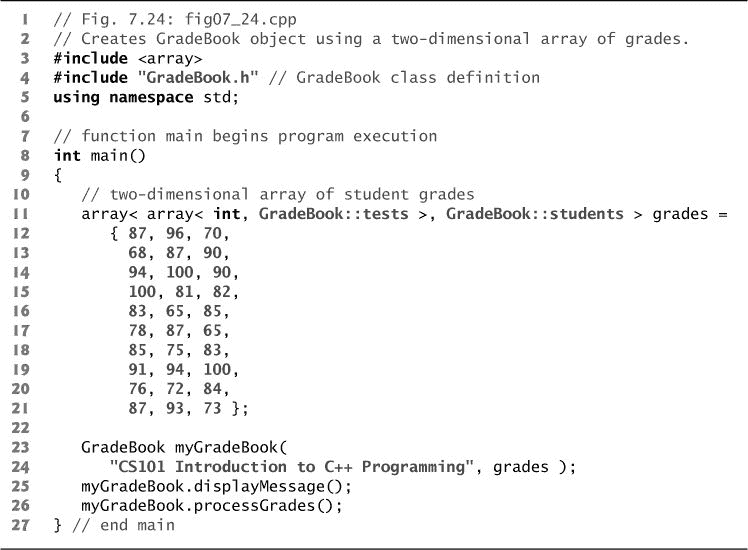 1 // Fig. 7.24: fig07_24.cpp
2 // Creates GradeBook object using a two-dimensional array of grades.
3 #include <array>
4 #include "GradeBook.h" // GradeBook class definition
5 using namespace std;
6
7 // function main begins program execution
8 int main()
9 {
10 // two-dimensional array of student grades
11 array< array< int, GradeBook::tests >, GradeBook::students > grades =
12 { 87, 96, 70,
13 68, 87, 90,
14 94, 100, 90,
15 100, 81, 82,
16 83, 65, 85,
17 78, 87, 65,
18 85, 75, 83,
19 91, 94, 100,
20 76, 72, 84,
21 87, 93, 73 };
22
23 GradeBook myGradeBook(
24 "CS101 Introduction to C++ Programming", grades );
25 myGradeBook.displayMessage();
26 myGradeBook.processGrades();
27 } // end main